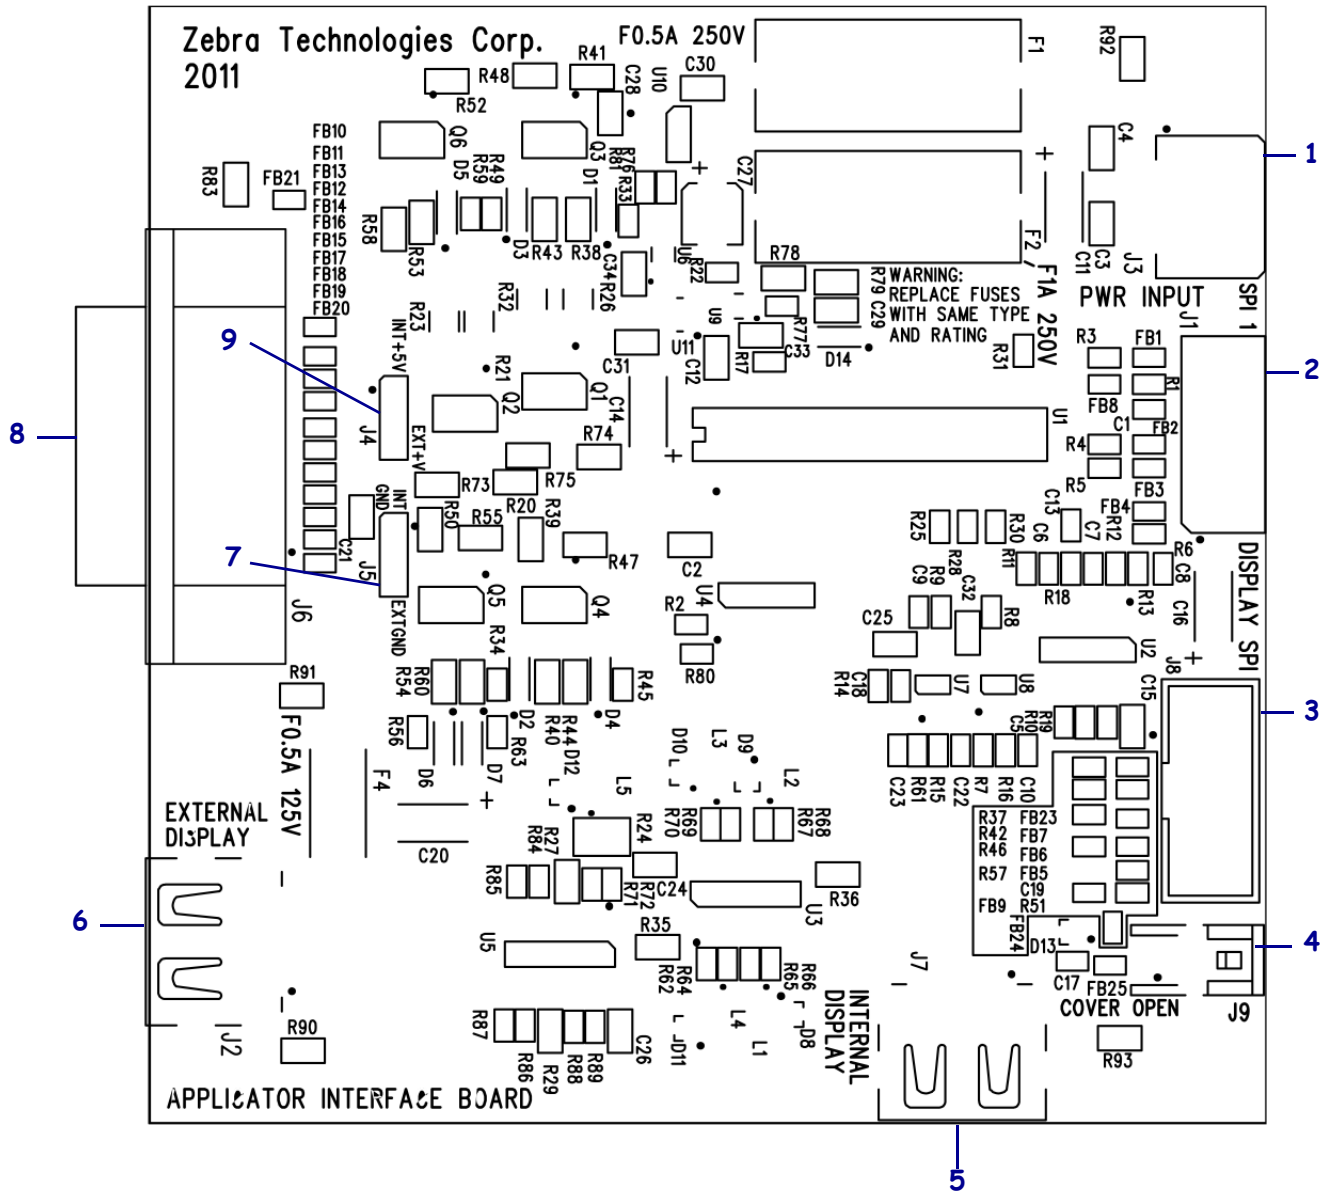 Zebra Technologies Corp.
2011
F0.5A 250V
R41
R48
R52
C28
U10
C30
F1
R92
FB10
FB11
FB13
FB12
FB14
FB16
FB15
FB17
FB18
FB19
FB20
R83
FB21
Q6
D5
R59
R49
Q3
D1
R81
R76
R33
+
C27
+
C4
1
R58
R53
D3
R43
R38
C34
R26
U6
R22
R78
F2
F1A 250V
C11
C3
J3
R79
C29
WARNING:
REPLACE FUSES
WITH SAME TYPE
AND RATING
PWR INPUT
SPI 1
J1
R23
R32
U9
R77
INT+5V
9
C31
U11
C12
R17
C33
D14
R31
R3
FB1
2
R21
Q2
Q1
C14
FB8
R1
C1
FB2
U1
8
J4
EXT+V
R74
+
R4
R5
FB3
R73
R75
INT
GND
R20
R50
R55
R39
C13
FB4
R25
R30
C6
C7
R12
7
C21
J5
R47
C2
R28
R11
R6
C8
DISPLAY SPI
J6
EXTGND
Q5
Q4
U4
C9
R9
C32
R18
R13
C16
R2
C25
R8
R34
R80
U2
+
J8
R91
R54
R60
R45
R14
C18
U7
U8
C15
3
F0.5A 125V
R56
D2
R40
R44
D4
R63
D12
D10
L3
D9
C5
R10
R19
F4
D6
D7
+
L5
L2
C23
R61
R15
C22
R7
R16
C10
EXTERNAL
DISPLAY
C20
R84
R27
R24
R70
R69
R67
R68
R37
FB23
R42
FB7
R46
FB6
R57
FB5
C19
FB9
R51
R85
R71
R72
C24
R36
U3
6
U5
R35
FB24
D13
4
R62
R64
R65
R66
J7
C17
FB25
COVER OPEN
J9
J2
R90
R87
R86
R29
R88
R89
C26
D11
L4
L1
D8
INTERNAL
DISPLAY
R93
APPLICATOR INTERFACE BOARD
5